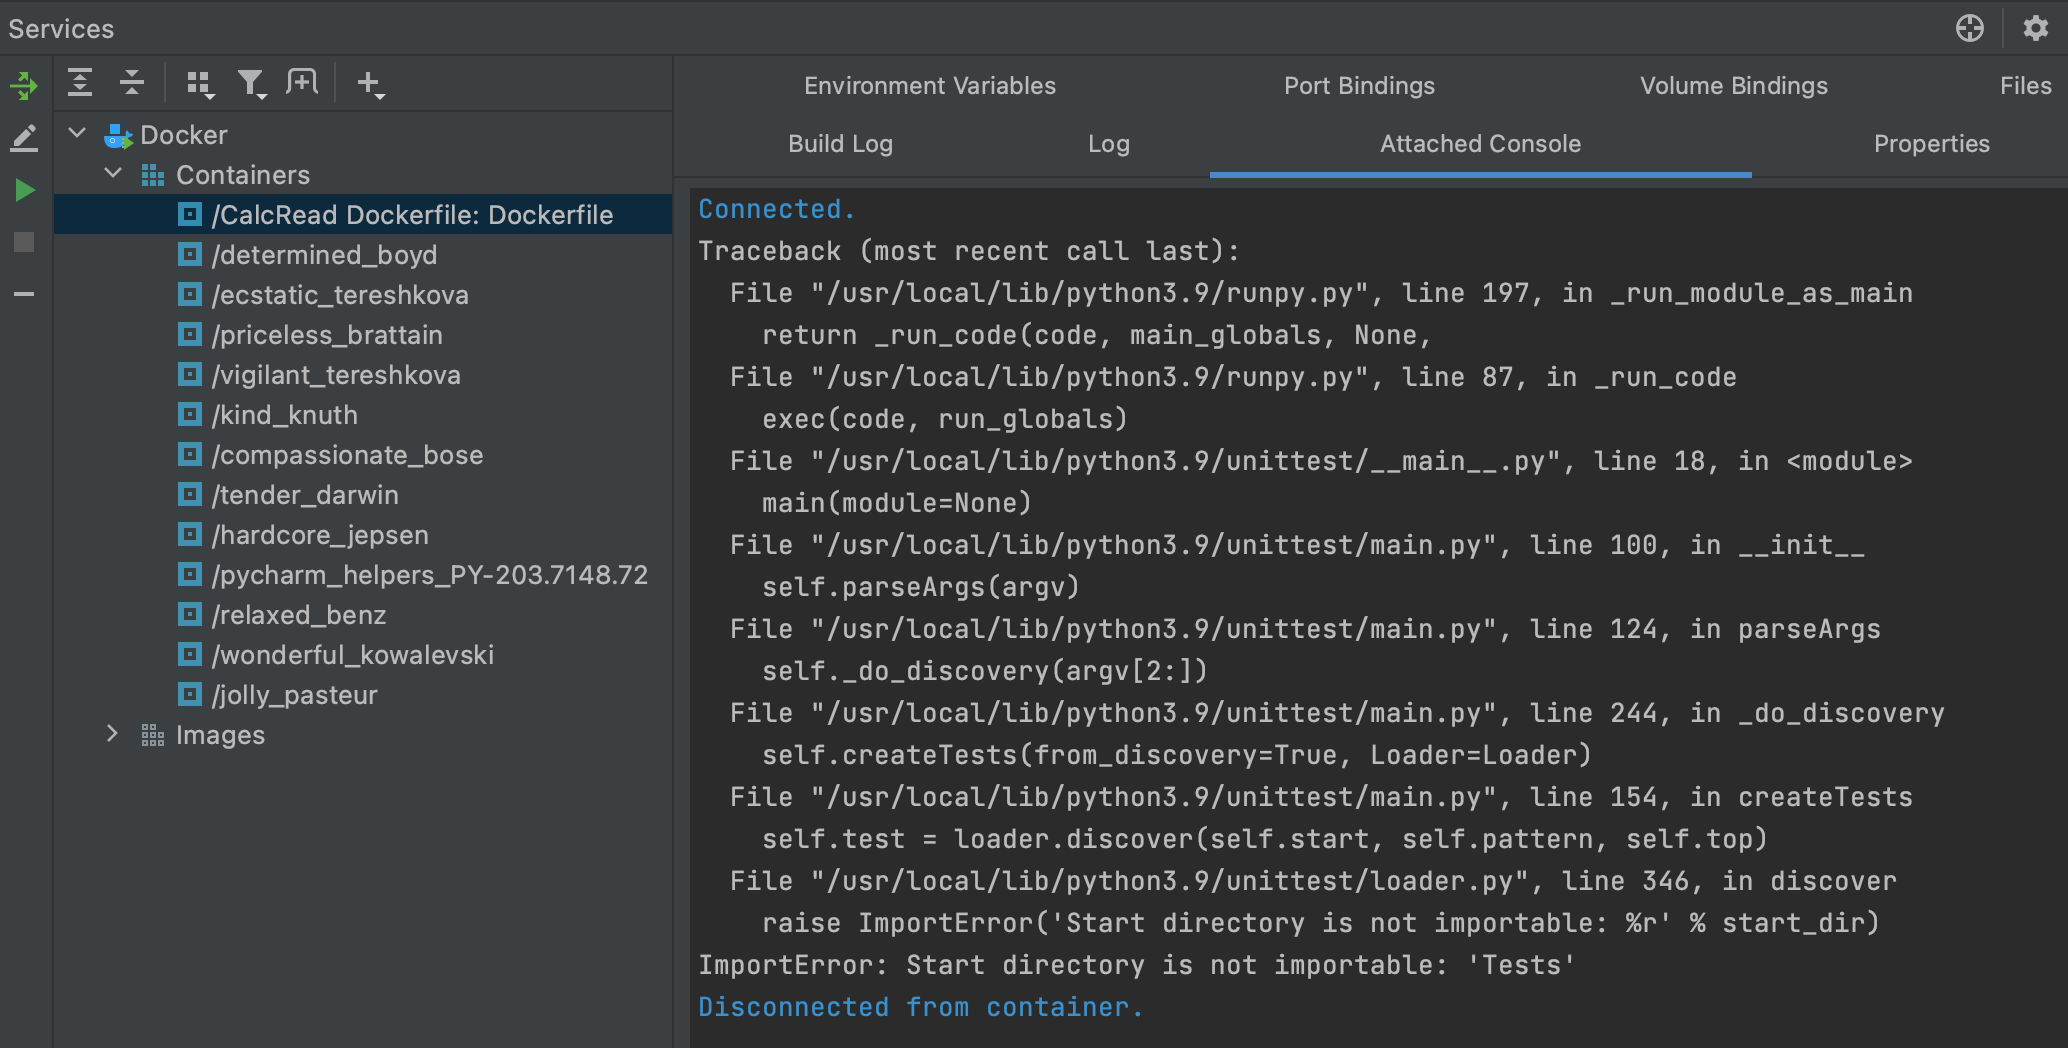 Services
Docker
Containers
/CalcRead Dockerfile: Dockerfile
/determined_boyd
/ecstatic_tereshkova
/priceless_brattain
/vigilant_tereshkova
/kind_knuth
/compassionate_bose
/tender_darwin
/hardcore_jepsen
/pycharm_helpers_PY-203.7148.72
/relaxed_benz
/wonderful_kowalevski
/jolly_pasteur
Images
Environment Variables Port Bindings Volume Bindings Files
Build Log Log Attached Console Properties
Connected.
Traceback (most recent call last):
  File "/usr/local/lib/python3.9/runpy.py", line 197, in _run_module_as_main
    return _run_code(code, main_globals, None,
  File "/usr/local/lib/python3.9/runpy.py", line 87, in _run_code
    exec(code, run_globals)
  File "/usr/local/lib/python3.9/unittest/__main__.py", line 18, in <module>
    main(module=None)
  File "/usr/local/lib/python3.9/unittest/main.py", line 100, in __init__
    self.parseArgs(argv)
  File "/usr/local/lib/python3.9/unittest/main.py", line 124, in parseArgs
    self._do_discovery(argv[2:])
  File "/usr/local/lib/python3.9/unittest/main.py", line 244, in _do_discovery
    self.createTests(from_discovery=True, Loader=Loader)
  File "/usr/local/lib/python3.9/unittest/main.py", line 154, in createTests
    self.test = loader.discover(self.start, self.pattern, self.top)
  File "/usr/local/lib/python3.9/unittest/loader.py", line 346, in discover
    raise ImportError('Start directory is not importable: %r' % start_dir)
ImportError: Start directory is not importable: 'Tests'
Disconnected from container.